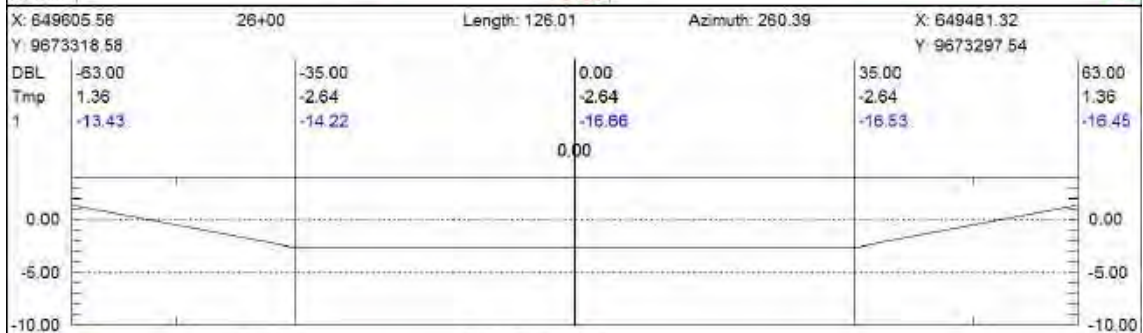 X: 649605.56 26+00 Length: 126.01 Azimuth: 260.39 X: 649481.32
Y: 9673318.58 Y: 9673297.54
DBL -63.00 -35.00 0.00 35.00 63.00
Tmp 1.36 -2.64 -2.64 -2.64 1.36
1 -13.43 -14.22 -16.66 -16.53 -16.45
0.00
0.00 0.00
-5.00 -5.00
-10.00 -10.00